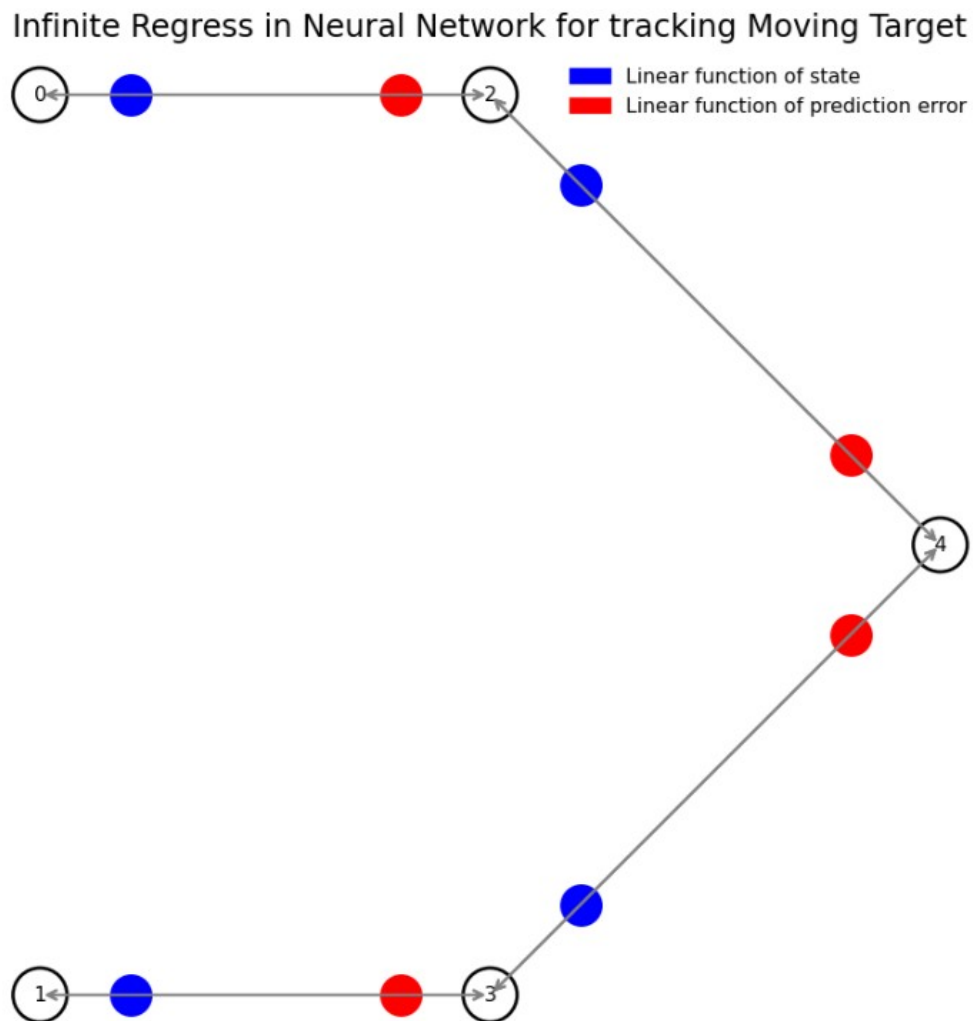 Infinite Regress in Neural Network for tracking Moving Target
0
2
Linear function of state
Linear function of prediction error
4
1
3